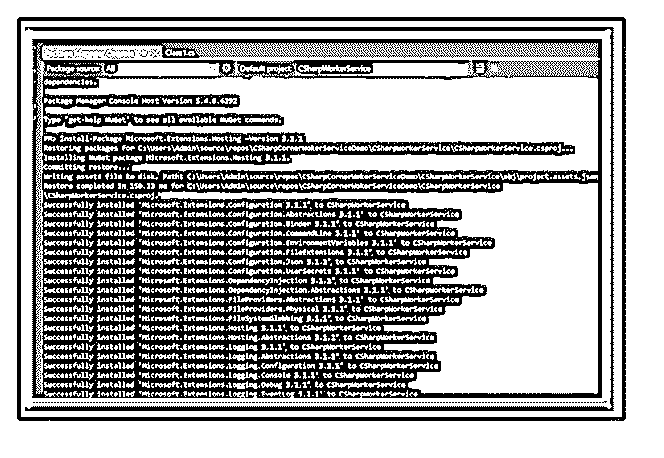 Package Manager Console Class1.cs
Package source: All Default project: CSharpWorkerService
dependencies.
Package Manager Console Host Version 5.4.0.6292
Type 'get-help NuGet' to see all available NuGet commands.
PM> Install-Package Microsoft.Extensions.Hosting -Version 3.1.1
Restoring packages for C:\Users\Admin\source\repos\CSharpCornerWorkerServiceDemo\CSharpWorkerService\CSharpWorkerService.csproj...
Installing NuGet package Microsoft.Extensions.Hosting 3.1.1.
Committing restore...
Writing assets file to disk. Path: C:\Users\Admin\source\repos\CSharpCornerWorkerServiceDemo\CSharpWorkerService\obj\project.assets.json
Restore completed in 150.23 ms for C:\Users\Admin\source\repos\CSharpCornerWorkerServiceDemo\CSharpWorkerService
\CSharpWorkerService.csproj.
Successfully installed 'Microsoft.Extensions.Configuration 3.1.1' to CSharpWorkerService
Successfully installed 'Microsoft.Extensions.Configuration.Abstractions 3.1.1' to CSharpWorkerService
Successfully installed 'Microsoft.Extensions.Configuration.Binder 3.1.1' to CSharpWorkerService
Successfully installed 'Microsoft.Extensions.Configuration.CommandLine 3.1.1' to CSharpWorkerService
Successfully installed 'Microsoft.Extensions.Configuration.EnvironmentVariables 3.1.1' to CSharpWorkerService
Successfully installed 'Microsoft.Extensions.Configuration.FileExtensions 3.1.1' to CSharpWorkerService
Successfully installed 'Microsoft.Extensions.Configuration.Json 3.1.1' to CSharpWorkerService
Successfully installed 'Microsoft.Extensions.Configuration.UserSecrets 3.1.1' to CSharpWorkerService
Successfully installed 'Microsoft.Extensions.DependencyInjection 3.1.1' to CSharpWorkerService
Successfully installed 'Microsoft.Extensions.DependencyInjection.Abstractions 3.1.1' to CSharpWorkerService
Successfully installed 'Microsoft.Extensions.FileProviders.Abstractions 3.1.1' to CSharpWorkerService
Successfully installed 'Microsoft.Extensions.FileProviders.Physical 3.1.1' to CSharpWorkerService
Successfully installed 'Microsoft.Extensions.FileSystemGlobbing 3.1.1' to CSharpWorkerService
Successfully installed 'Microsoft.Extensions.Hosting 3.1.1' to CSharpWorkerService
Successfully installed 'Microsoft.Extensions.Hosting.Abstractions 3.1.1' to CSharpWorkerService
Successfully installed 'Microsoft.Extensions.Logging 3.1.1' to CSharpWorkerService
Successfully installed 'Microsoft.Extensions.Logging.Abstractions 3.1.1' to CSharpWorkerService
Successfully installed 'Microsoft.Extensions.Logging.Configuration 3.1.1' to CSharpWorkerService
Successfully installed 'Microsoft.Extensions.Logging.Console 3.1.1' to CSharpWorkerService
Successfully installed 'Microsoft.Extensions.Logging.Debug 3.1.1' to CSharpWorkerService
Successfully installed 'Microsoft.Extensions.Logging.EventLog 3.1.1' to CSharpWorkerService